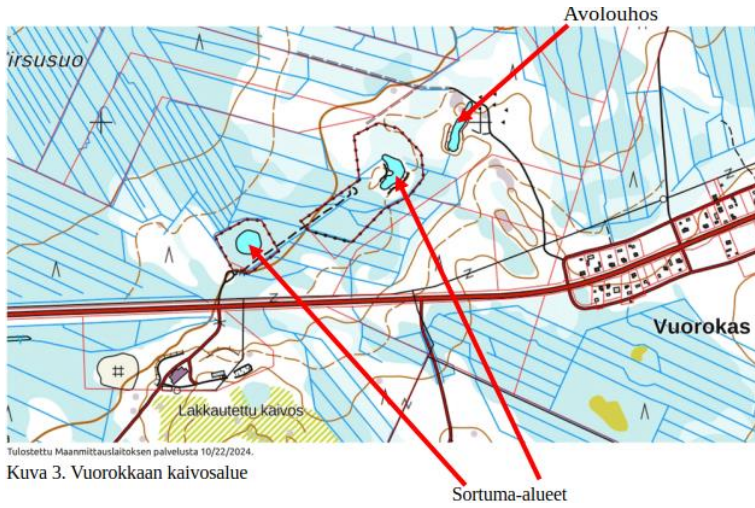 Avolouhos
irsusuo
Vuorokas
Lakkautettu kaivos
Tulostettu Maanmittauslaitoksen palvelusta 10/22/2024.
Kuva 3. Vuorokkaan kaivosalue
Sortuma-alueet